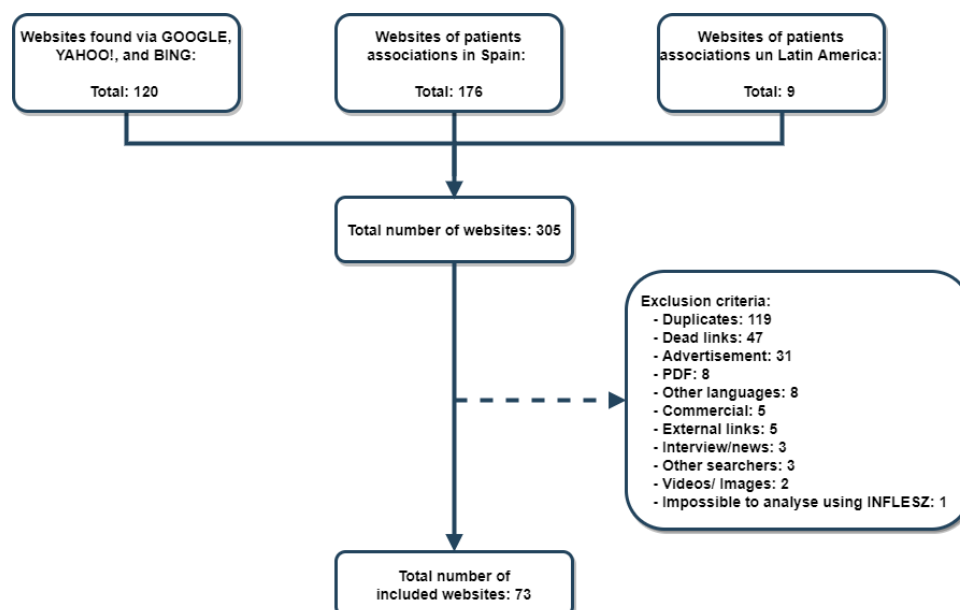 Websites found via GOOGLE,
YAHOO!, and BING:
Total: 120
Websites of patients
associations in Spain:
Total: 176
Websites of patients
associations un Latin America:
Total: 9
Total number of websites: 305
Exclusion criteria:
- Duplicates: 119
- Dead links: 47
- Advertisement: 31
- PDF: 8
- Other languages: 8
- Commercial: 5
- External links: 5
- Interview/news: 3
- Other searchers: 3
- Videos/ Images: 2
- Impossible to analyse using INFLESZ: 1
Total number of
included websites: 73